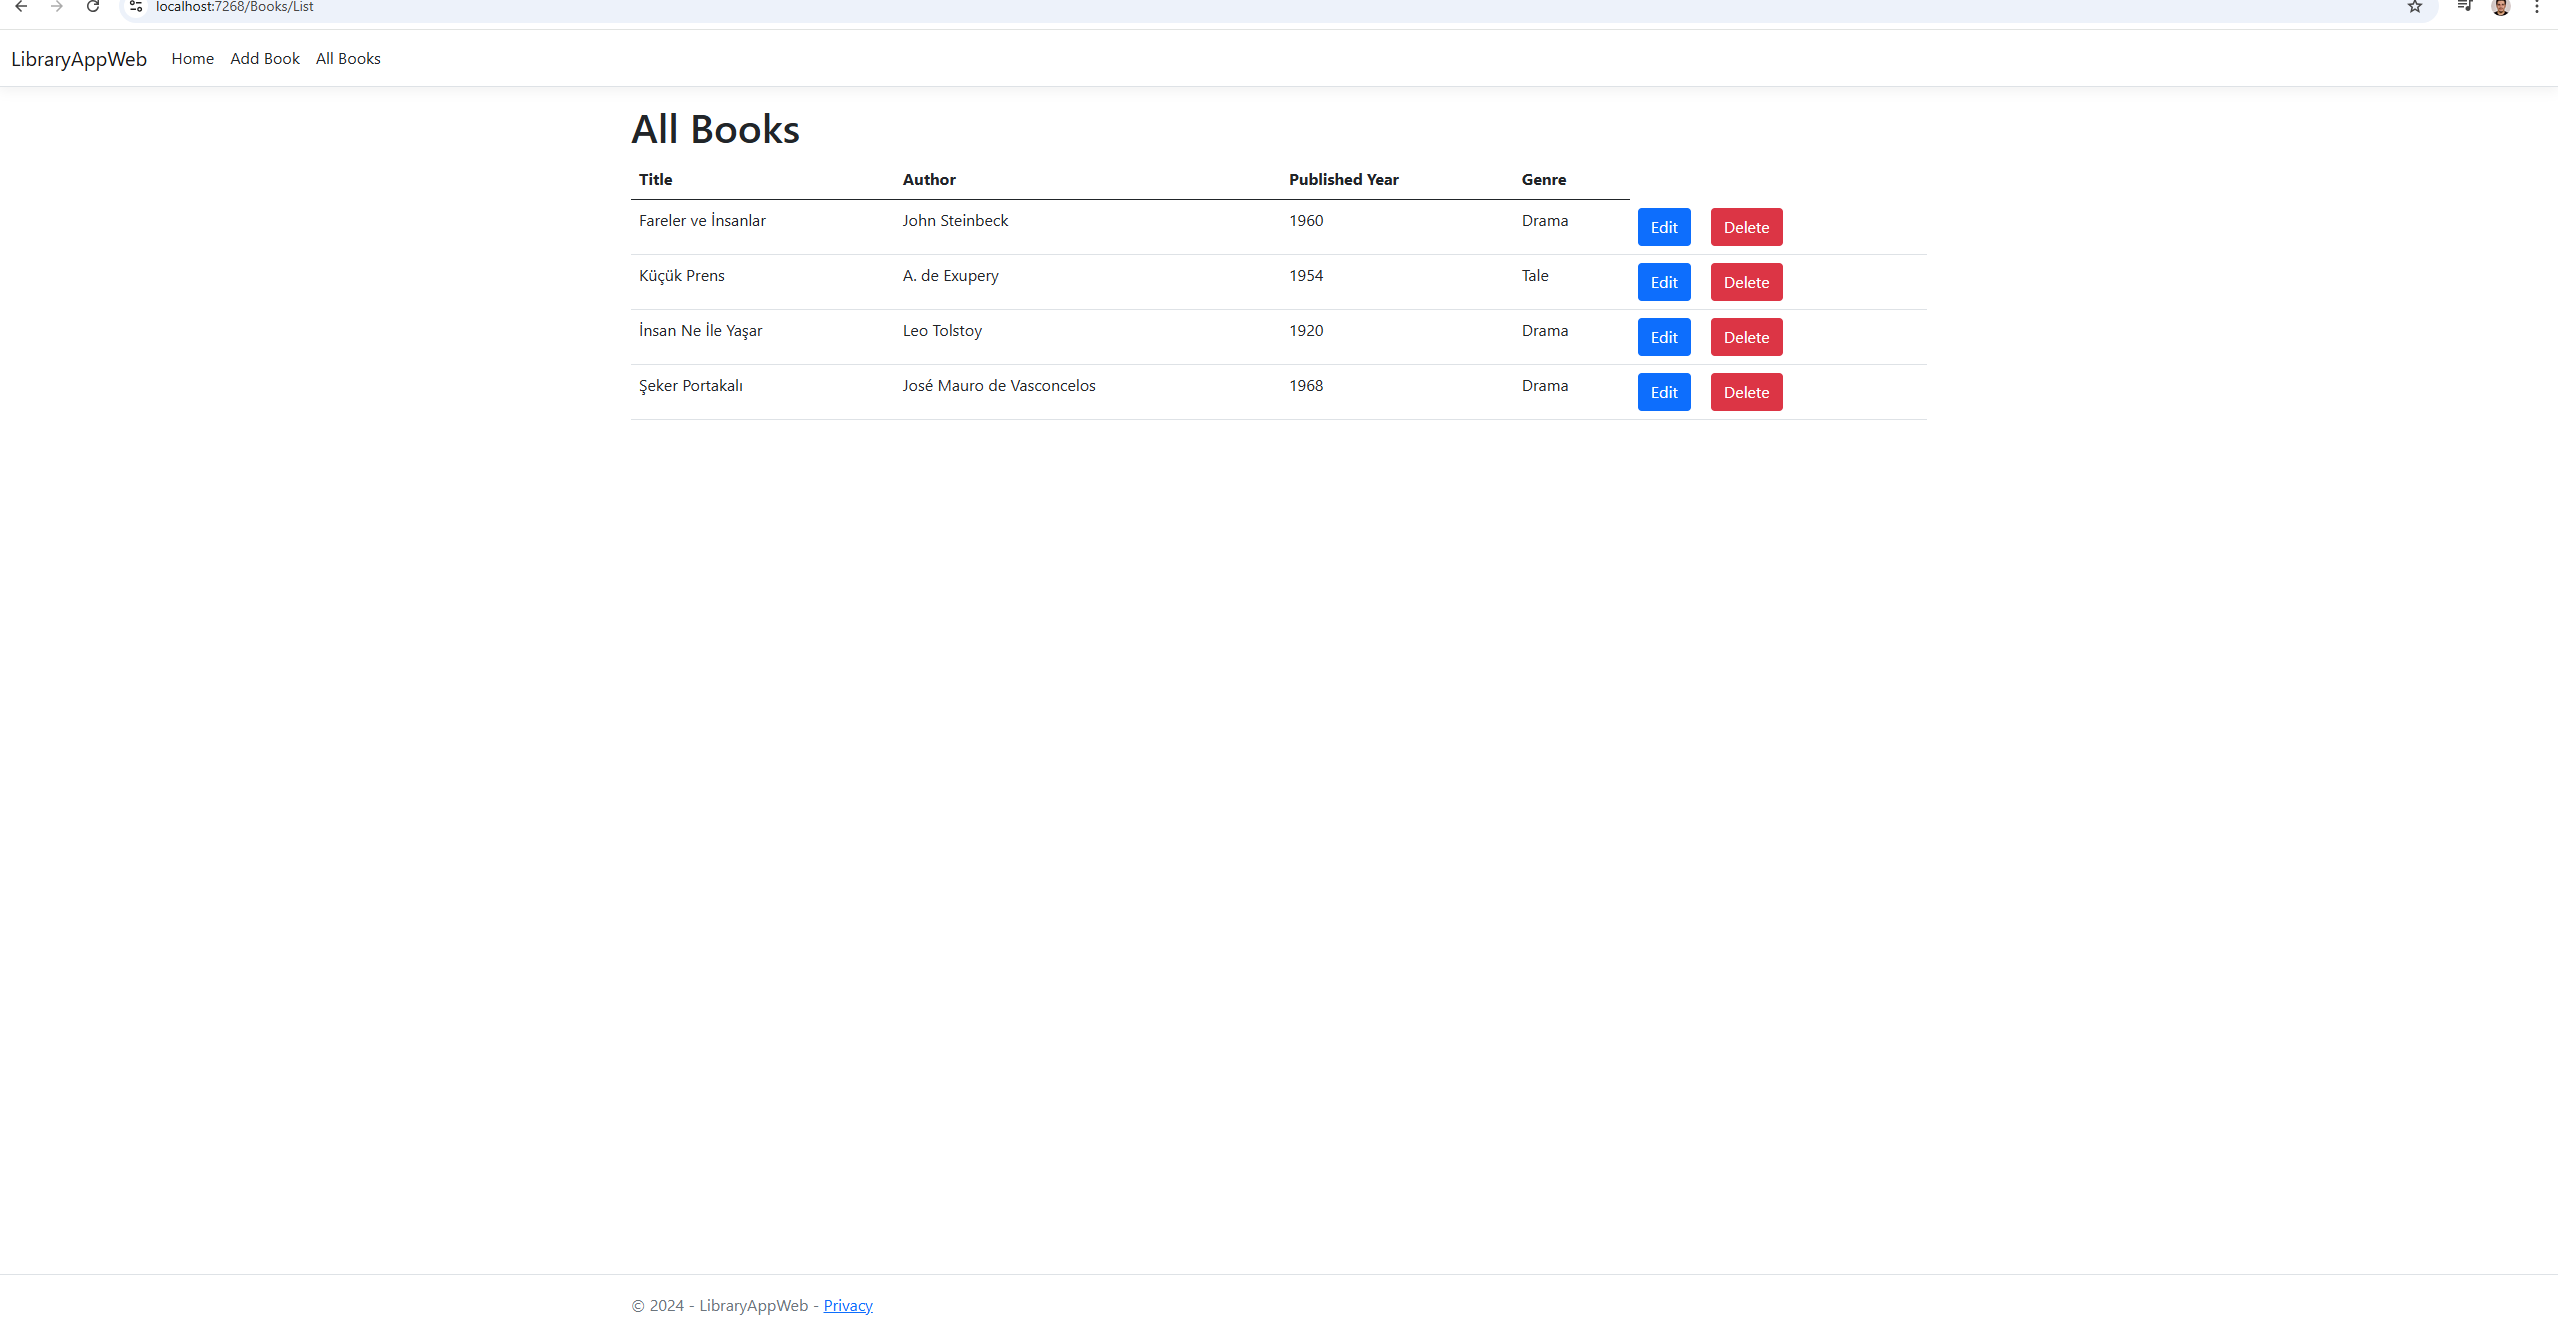 localhost:7268/Books/List
LibraryAppWeb Home Add Book All Books
All Books
Title Author Published Year Genre
Fareler ve İnsanlar John Steinbeck 1960 Drama Edit Delete
Küçük Prens A. de Exupery 1954 Tale Edit Delete
İnsan Ne İle Yaşar Leo Tolstoy 1920 Drama Edit Delete
Şeker Portakalı José Mauro de Vasconcelos 1968 Drama Edit Delete
© 2024 - LibraryAppWeb - Privacy